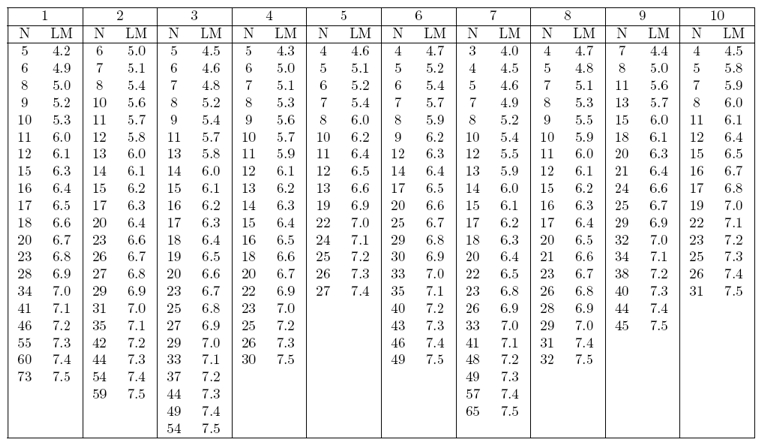 1 2 3 4 5 6 7 8 9 10
N LM N LM N LM N LM N LM N LM N LM N LM N LM N LM
5 4.2 6 5.0 5 4.5 5 4.3 4 4.6 4 4.7 3 4.0 4 4.7 7 4.4 4 4.5
6 4.9 7 5.1 6 4.6 6 5.0 5 5.1 5 5.2 4 4.5 5 4.8 8 5.0 5 5.8
8 5.0 8 5.4 7 4.8 7 5.1 6 5.2 6 5.4 5 4.6 7 5.1 11 5.6 7 5.9
9 5.2 10 5.6 8 5.2 8 5.3 7 5.4 7 5.7 7 4.9 8 5.3 13 5.7 8 6.0
10 5.3 11 5.7 9 5.4 9 5.6 8 6.0 8 5.9 8 5.2 9 5.5 15 6.0 11 6.1
11 6.0 12 5.8 11 5.7 10 5.7 10 6.2 9 6.2 10 5.4 10 5.9 18 6.1 12 6.4
12 6.1 13 6.0 13 5.8 11 5.9 11 6.4 12 6.3 12 5.5 11 6.0 20 6.3 15 6.5
15 6.3 14 6.1 14 6.0 12 6.1 12 6.5 14 6.4 13 5.9 12 6.1 21 6.4 16 6.7
16 6.4 15 6.2 15 6.1 13 6.2 13 6.6 17 6.5 14 6.0 15 6.2 24 6.6 17 6.8
17 6.5 17 6.3 16 6.2 14 6.3 19 6.9 20 6.6 15 6.1 16 6.3 25 6.7 19 7.0
18 6.6 20 6.4 17 6.3 15 6.4 22 7.0 25 6.7 17 6.2 17 6.4 29 6.9 22 7.1
20 6.7 23 6.6 18 6.4 16 6.5 24 7.1 29 6.8 18 6.3 20 6.5 32 7.0 23 7.2
23 6.8 26 6.7 19 6.5 18 6.6 25 7.2 30 6.9 20 6.4 21 6.6 34 7.1 25 7.3
28 6.9 27 6.8 20 6.6 20 6.7 26 7.3 33 7.0 22 6.5 23 6.7 38 7.2 26 7.4
34 7.0 29 6.9 23 6.7 22 6.9 27 7.4 35 7.1 23 6.8 26 6.8 40 7.3 31 7.5
41 7.1 31 7.0 25 6.8 23 7.0 40 7.2 26 6.9 28 6.9 44 7.4
46 7.2 35 7.1 27 6.9 25 7.2 43 7.3 33 7.0 29 7.0 45 7.5
55 7.3 42 7.2 29 7.0 26 7.3 46 7.4 41 7.1 31 7.4
60 7.4 44 7.3 33 7.1 30 7.5 49 7.5 48 7.2 32 7.5
73 7.5 54 7.4 37 7.2 49 7.3
59 7.5 44 7.3 57 7.4
49 7.4 65 7.5
54 7.5